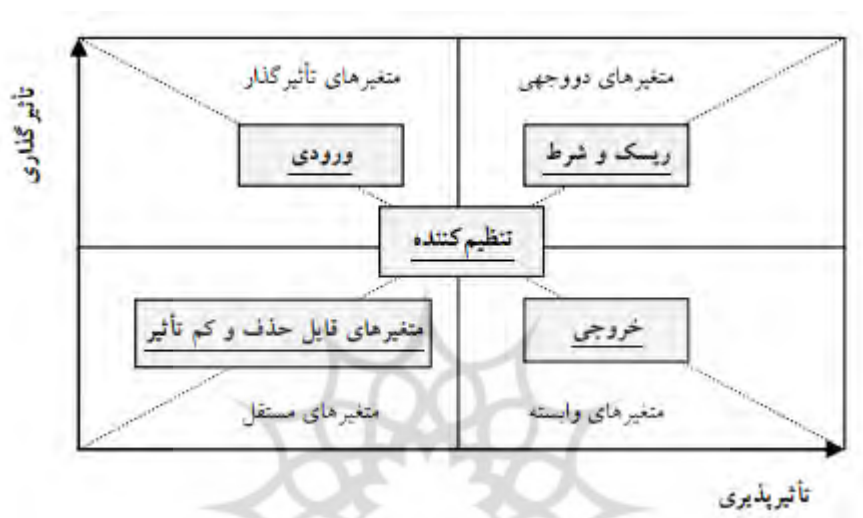 تأثیرگذاری
متغیرهای دووجهی
متغیرهای تأثیرگذار
ریسک و شرط
ورودی
تنظیم‌کننده
خروجی
متغیرهای قابل حذف و کم تأثیر
متغیرهای وابسته
متغیرهای مستقل
تأثیرپذیری